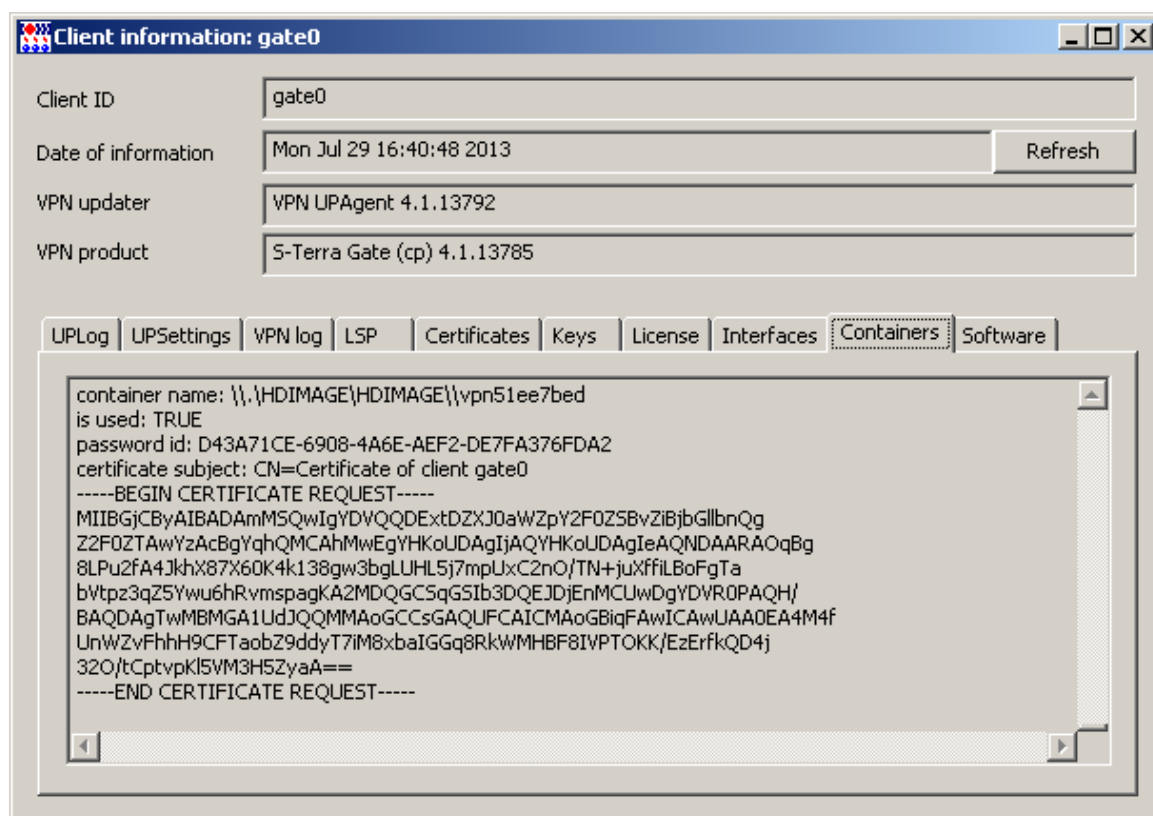 Client information: gate0
Client ID
gate0
Date of information
Mon Jul 29 16:40:48 2013
Refresh
VPN updater
VPN UPAgent 4.1.13792
VPN product
S-Terra Gate (cp) 4.1.13785
UPLog UPSettings VPN log LSP Certificates Keys License Interfaces Containers Software
container name: \\.\HDIMAGE\HDIMAGE\\vpn51ee7bed
is used: TRUE
password id: D43A71CE-6908-4A6E-AEF2-DE7FA376FDA2
certificate subject: CN=Certificate of client gate0
-----BEGIN CERTIFICATE REQUEST-----
MIIBGjCByAIBADAmMSQwIgYDVQQDExtDZXJ0aWZpY2F0ZSBvZiBjbGllbnQg
Z2F0ZTAwYzAcBgYqhQMCAhMwEgYHKoUDAgIjAQYHKoUDAgIeAQNDAARAOqBg
8LPu2fA4JkhX87X60K4k138gw3bgLUHL5j7mpUxC2nO/TN+juXffiLBoFgTa
bVtpz3qZ5Ywu6hRvmspagKA2MDQGCSqGSIb3DQEJDjEnMCUwDgYDVR0PAQH/
BAQDAgTwMBMGA1UdJQQMMAoGCCsGAQUFCAICMAoGBiqFAwICAwUAA0EA4M4f
UnWZvFhhH9CFTaobZ9ddyT7iM8xbaIGGq8RkWMHBF8IVPTOKK/EzErfkQD4j
32O/tCptvpKl5VM3H5ZyaA==
-----END CERTIFICATE REQUEST-----